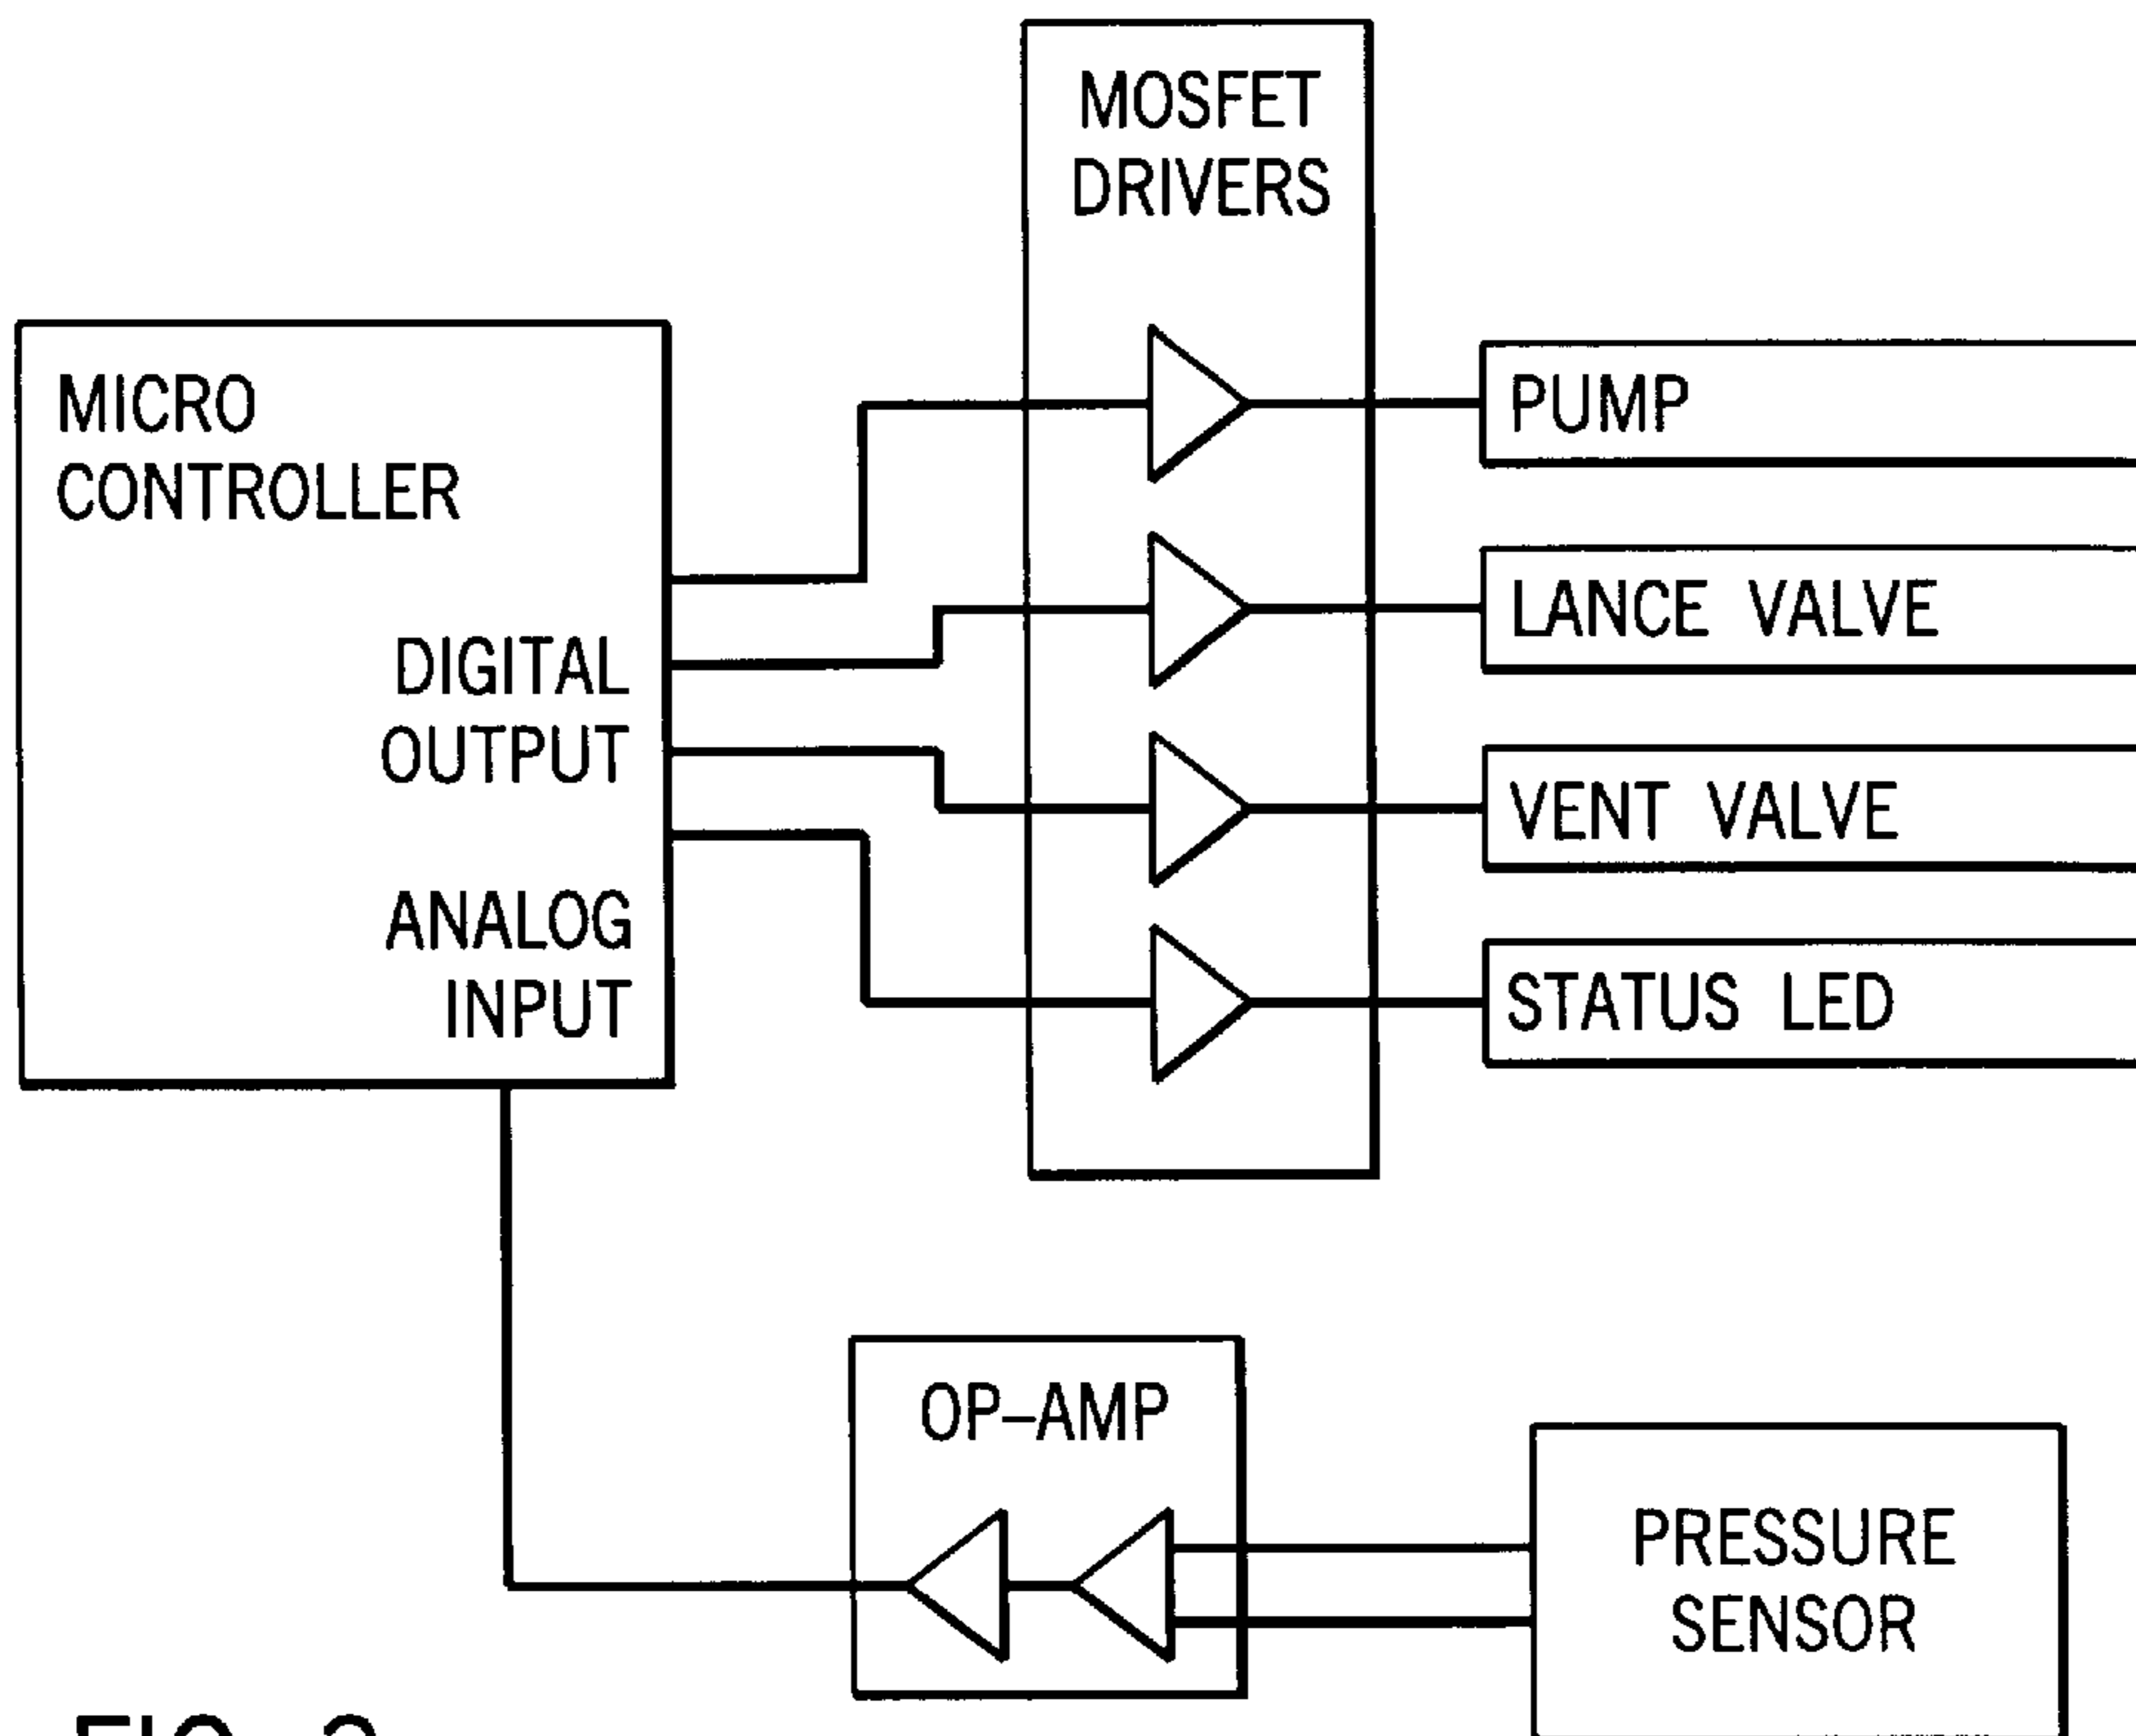 MOSFET
DRIVERS
MICRO
CONTROLLER
DIGITAL
OUTPUT
ANALOG
INPUT
PUMP
LANCE VALVE
VENT VALVE
STATUS LED
OP–AMP
PRESSURE
SENSOR